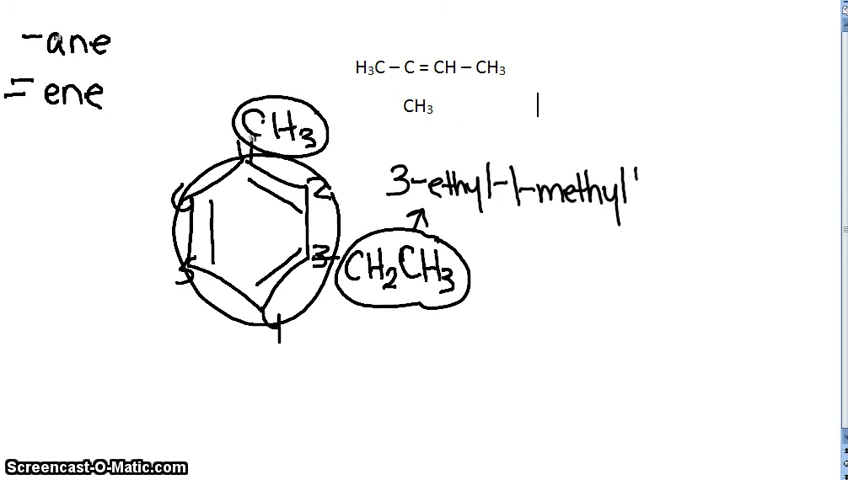 -ane
= ene
H₃C – C = CH – CH₃
CH₃
CH₃
1
2
6
3-ethyl-1-methyl'
3 - CH₂CH₃
5
4
Screencast-O-Matic.com